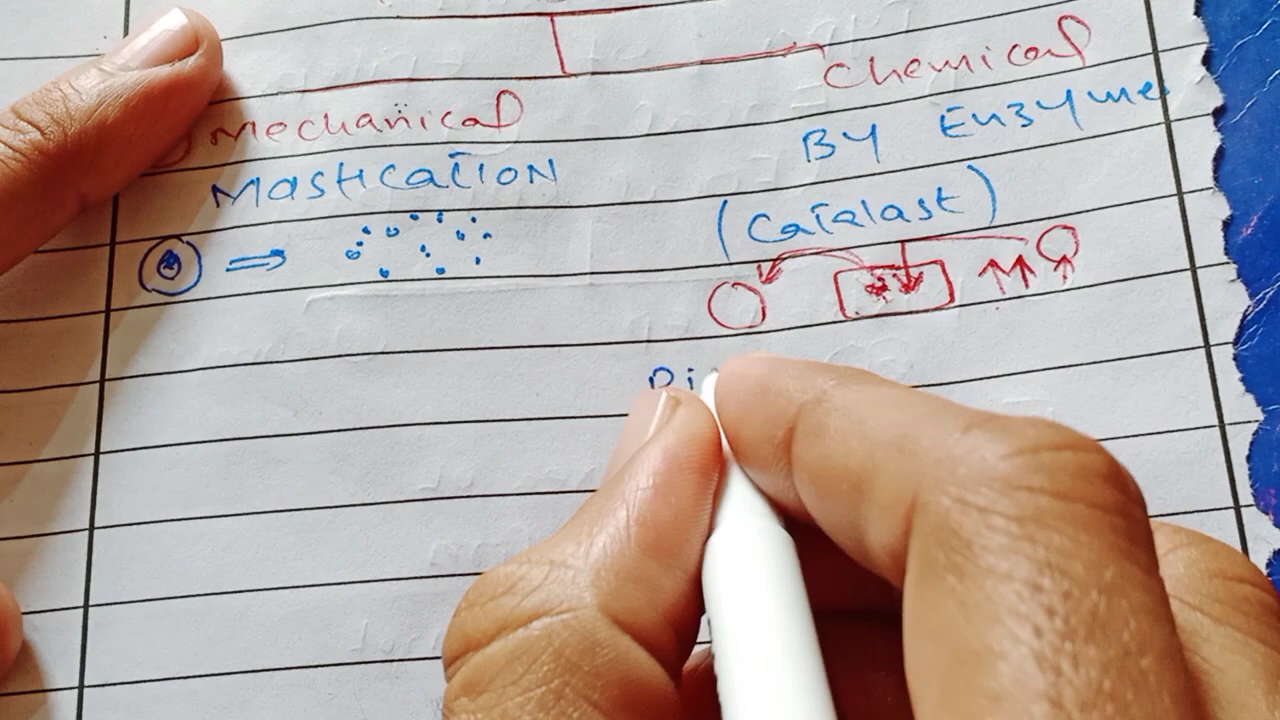 Chemical
Mechanical
By Enzyme
Mastication
(Catalast)